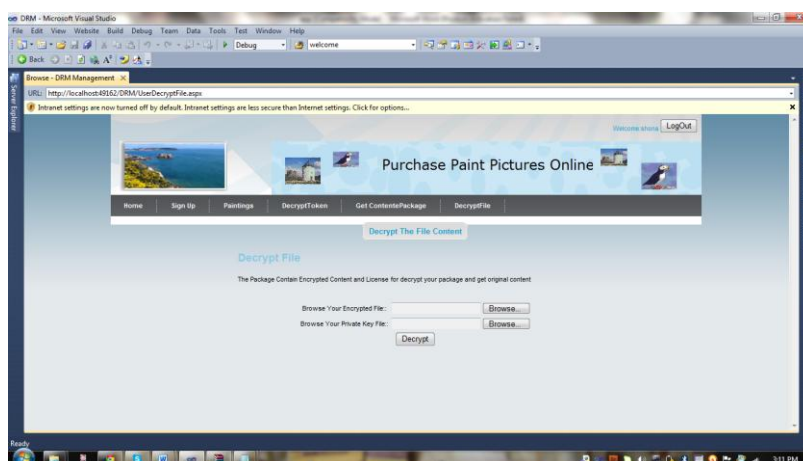 DRM - Microsoft Visual Studio
File Edit View Website Build Debug Team Data Tools Test Window Help
Debug welcome
Back
Browse - DRM Management
URL: http://localhost:49162/DRM/UserDecryptFile.aspx
Intranet settings are now turned off by default. Intranet settings are less secure than Internet settings. Click for options...
Server Explorer
Welcome LogOut
Purchase Paint Pictures Online
Home Sign Up Paintings DecryptToken Get ContentePackage DecryptFile
Decrypt The File Content
Decrypt File
The Package Contain Encrypted Content and License for decrypt your package and get original content
Browse Your Encrypted File:: Browse...
Browse Your Private Key File:: Browse...
Decrypt
Ready
3:11 PM